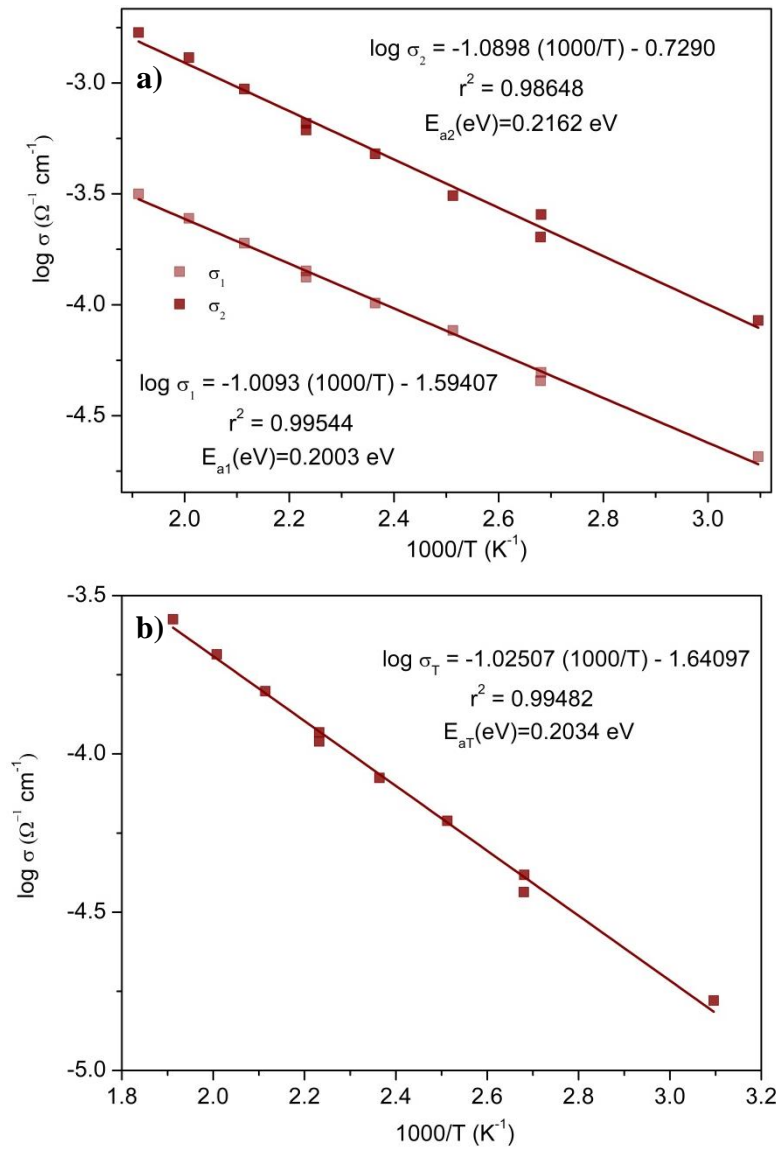 a)
log σ₂ = -1.0898 (1000/T) - 0.7290
r² = 0.98648
Eₐ₂(eV)=0.2162 eV
-3.0
-3.5
-4.0
-4.5
log σ (Ω⁻¹ cm⁻¹)
σ₁
σ₂
log σ₁ = -1.0093 (1000/T) - 1.59407
r² = 0.99544
Eₐ₁(eV)=0.2003 eV
2.0 2.2 2.4 2.6 2.8 3.0
1000/T (K⁻¹)
b)
log σ_T = -1.02507 (1000/T) - 1.64097
r² = 0.99482
E_aT(eV)=0.2034 eV
-3.5
-4.0
-4.5
-5.0
log σ (Ω⁻¹ cm⁻¹)
1.8 2.0 2.2 2.4 2.6 2.8 3.0 3.2
1000/T (K⁻¹)